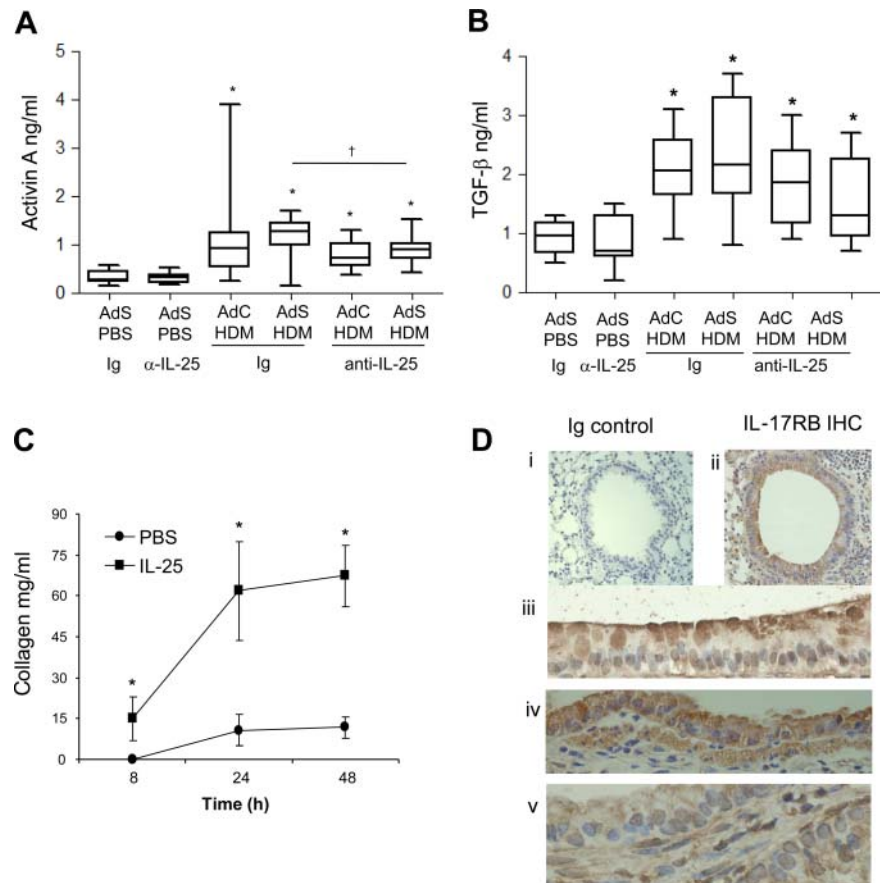 A
Activin A ng/ml
5
4
3
2
1
0
*
*
*
*
†
AdS AdS AdC AdS AdC AdS
PBS PBS HDM HDM HDM HDM
Ig α-IL-25 Ig anti-IL-25
B
TGF-β ng/ml
4
3
2
1
0
*
*
*
*
AdS AdS AdC AdS AdC AdS
PBS PBS HDM HDM HDM HDM
Ig α-IL-25 Ig anti-IL-25
C
Collagen mg/ml
90
75
60
45
30
15
0
PBS
IL-25
*
*
*
8 24 48
Time (h)
D
Ig control IL-17RB IHC
i ii
iii
iv
v